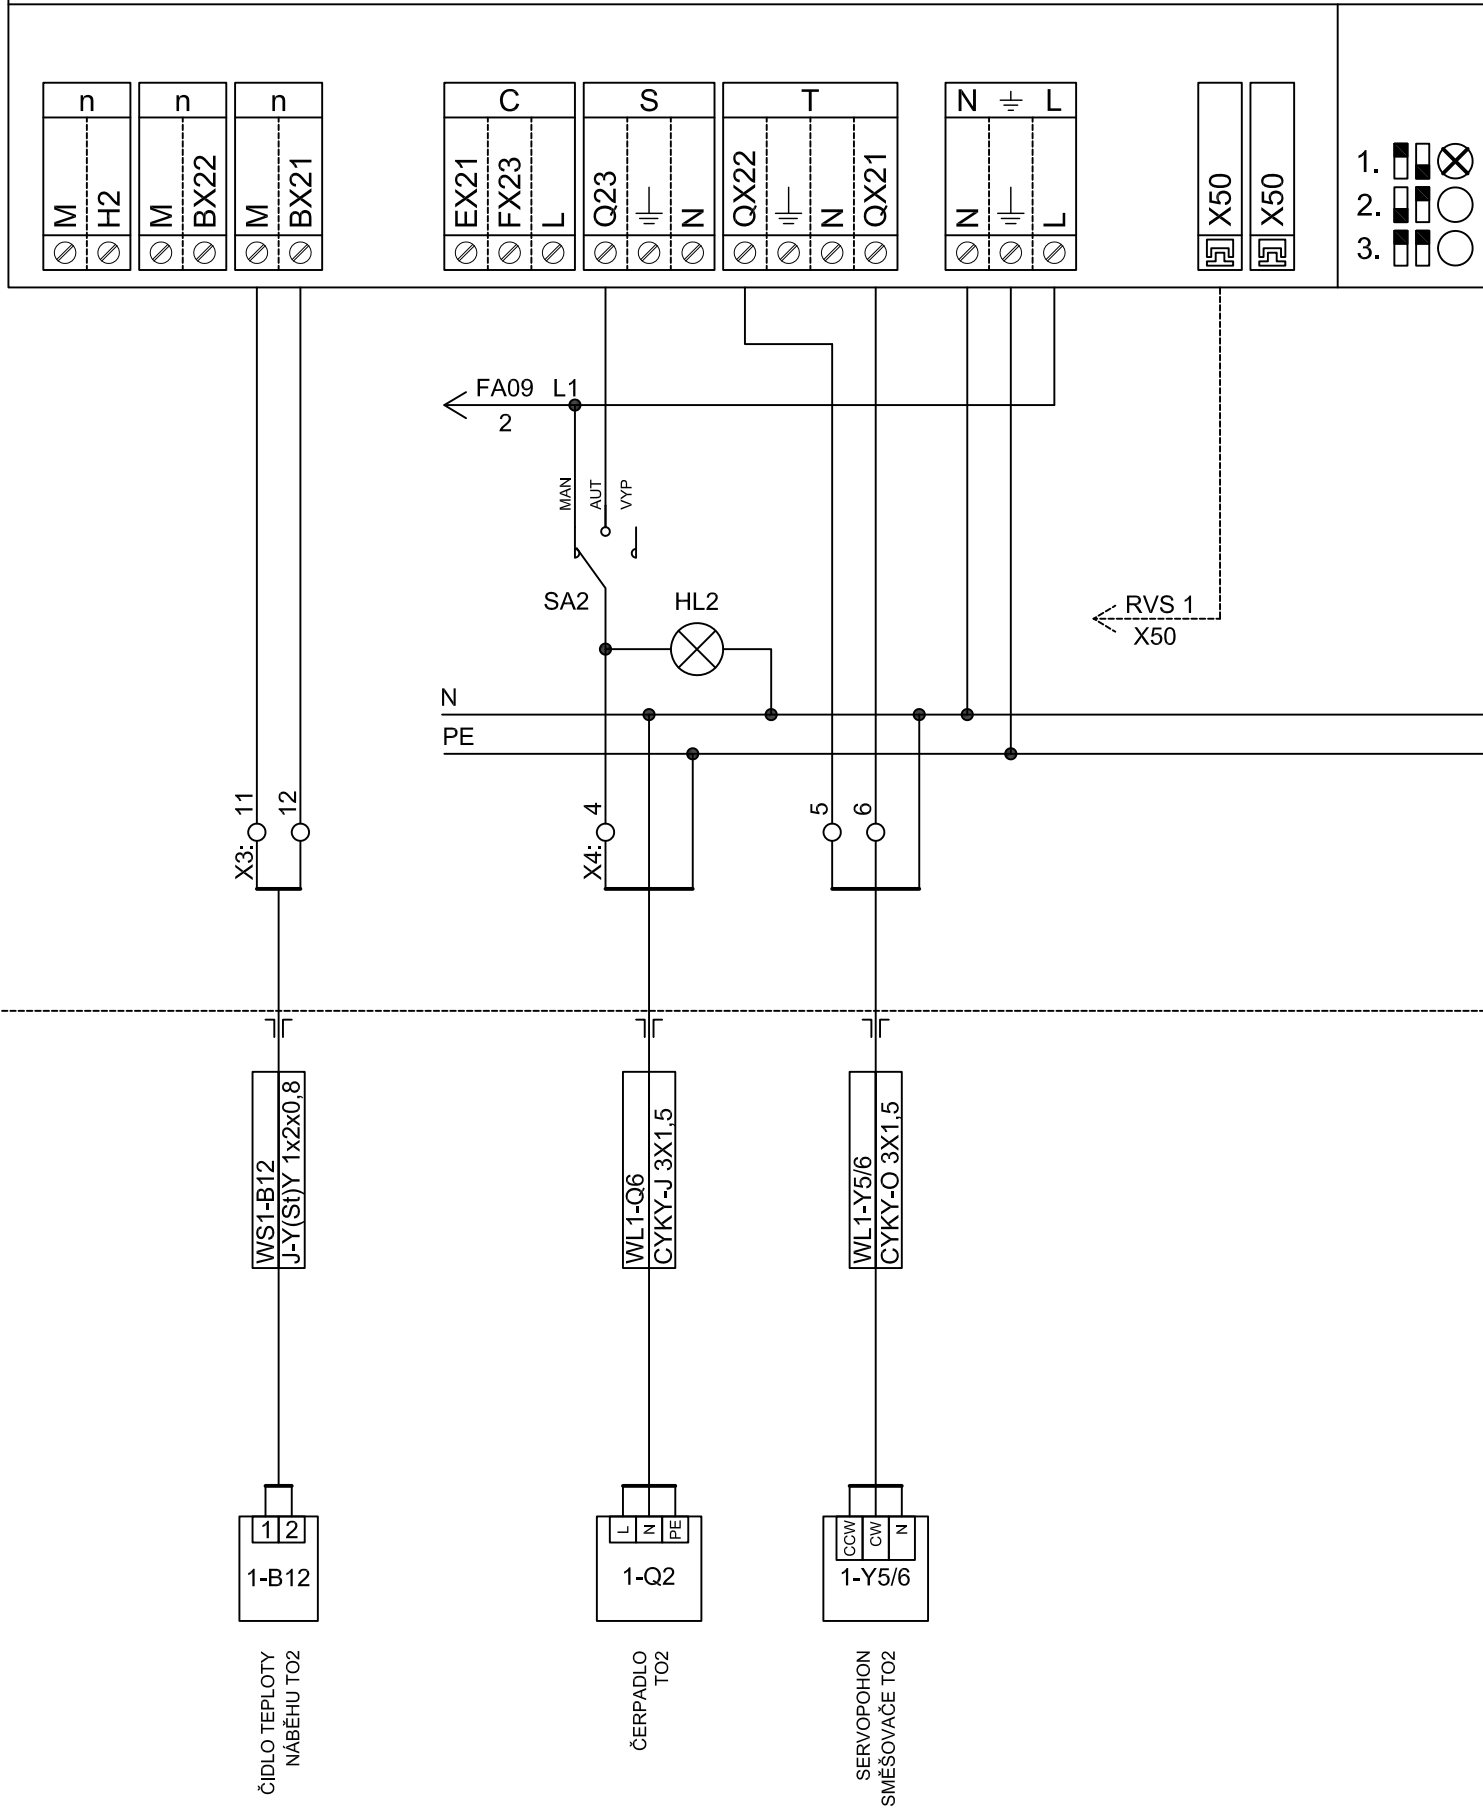 n
n
n
C
S
T
N
L
M
H2
M
BX22
M
BX21
EX21
FX23
L
Q23
N
QX22
N
QX21
N
L
X50
X50
1.
2.
3.
FA09 L1
2
MAN
AUT
VYP
SA2
HL2
RVS 1
X50
N
PE
X3:
11
12
X4:
4
5
6
WS1-B12
J-Y(St)Y 1x2x0,8
WL1-Q6
CYKY-J 3X1,5
WL1-Y5/6
CYKY-O 3X1,5
1
2
1-B12
L
N
PE
1-Q2
CCW
CW
N
1-Y5/6
ČIDLO TEPLOTY
NÁBĚHU TO2
ČERPADLO
TO2
SERVOPOHON
SMĚŠOVAČE TO2